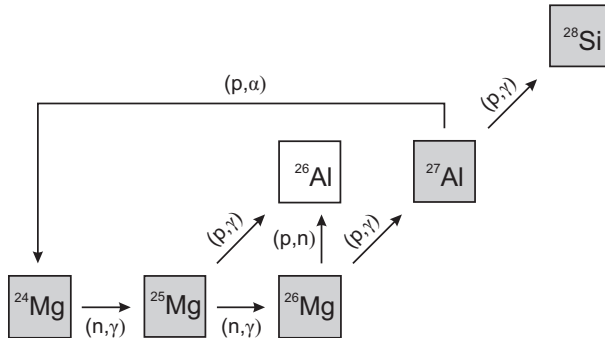 ²⁸Si
(p,α)
(p,γ)
²⁶Al
²⁷Al
(p,γ)
(p,n)
(p,γ)
²⁴Mg
²⁵Mg
²⁶Mg
(n,γ)
(n,γ)